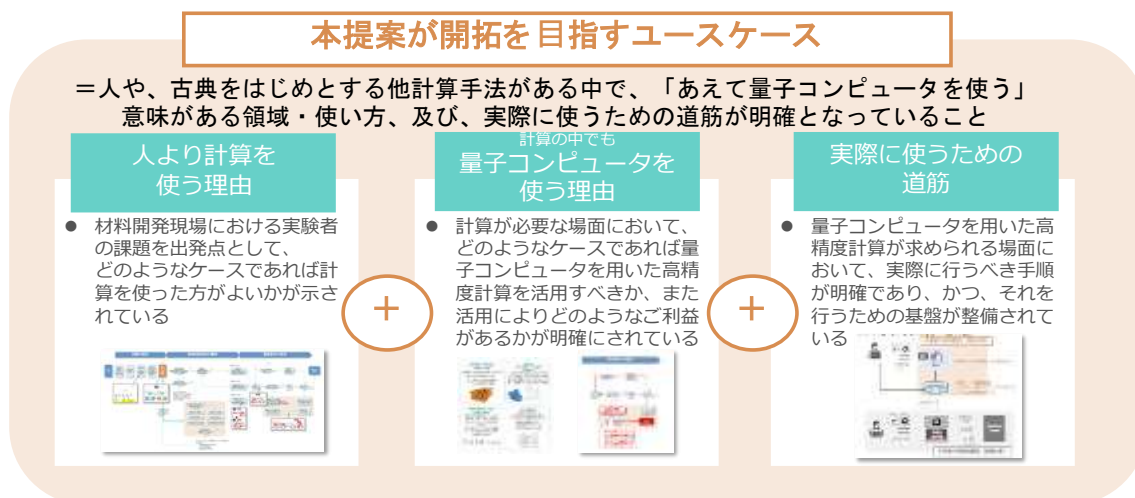 本提案が開拓を目指すユースケース
＝人や、古典をはじめとする他計算手法がある中で、「あえて量子コンピュータを使う」
意味がある領域・使い方、及び、実際に使うための道筋が明確となっていること
人より計算を
使う理由
● 材料開発現場における実験者
の課題を出発点として、
どのようなケースであれば計
算を使った方がよいかが示さ
れている
+
計算の中でも
量子コンピュータを
使う理由
● 計算が必要な場面において、
どのようなケースであれば量
子コンピュータを用いた高精
度計算を活用すべきか、また
活用によりどのようなご利益
があるかが明確にされている
+
実際に使うための
道筋
● 量子コンピュータを用いた高
精度計算が求められる場面に
おいて、実際に行うべき手順
が明確であり、かつ、それを
行うための基盤が整備されて
いる